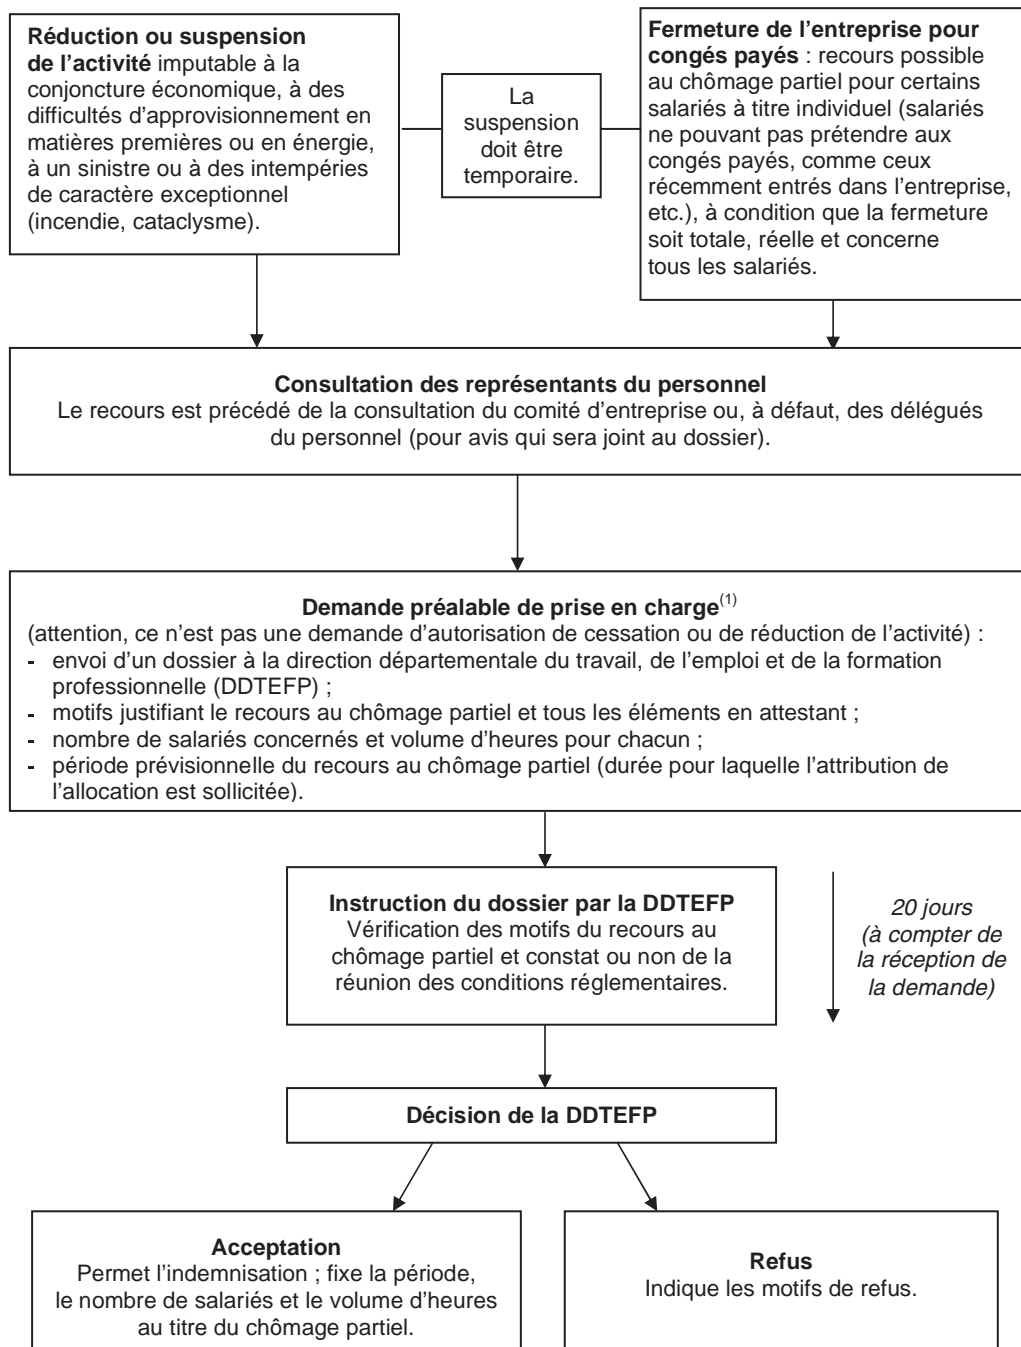 Réduction ou suspension
de l’activité imputable à la
conjoncture économique, à des
difficultés d’approvisionnement en
matières premières ou en énergie,
à un sinistre ou à des intempéries
de caractère exceptionnel
(incendie, cataclysme).
La
suspension
doit être
temporaire.
Fermeture de l’entreprise pour
congés payés : recours possible
au chômage partiel pour certains
salariés à titre individuel (salariés
ne pouvant pas prétendre aux
congés payés, comme ceux
récemment entrés dans l’entreprise,
etc.), à condition que la fermeture
soit totale, réelle et concerne
tous les salariés.
Consultation des représentants du personnel
Le recours est précédé de la consultation du comité d’entreprise ou, à défaut, des délégués
du personnel (pour avis qui sera joint au dossier).
Demande préalable de prise en charge(1)
(attention, ce n’est pas une demande d’autorisation de cessation ou de réduction de l’activité) :
- envoi d’un dossier à la direction départementale du travail, de l’emploi et de la formation
professionnelle (DDTEFP) ;
- motifs justifiant le recours au chômage partiel et tous les éléments en attestant ;
- nombre de salariés concernés et volume d’heures pour chacun ;
- période prévisionnelle du recours au chômage partiel (durée pour laquelle l’attribution de
l’allocation est sollicitée).
Instruction du dossier par la DDTEFP
Vérification des motifs du recours au
chômage partiel et constat ou non de la
réunion des conditions réglementaires.
20 jours
(à compter de
la réception de
la demande)
Décision de la DDTEFP
Acceptation
Permet l’indemnisation ; fixe la période,
le nombre de salariés et le volume d’heures
au titre du chômage partiel.
Refus
Indique les motifs de refus.